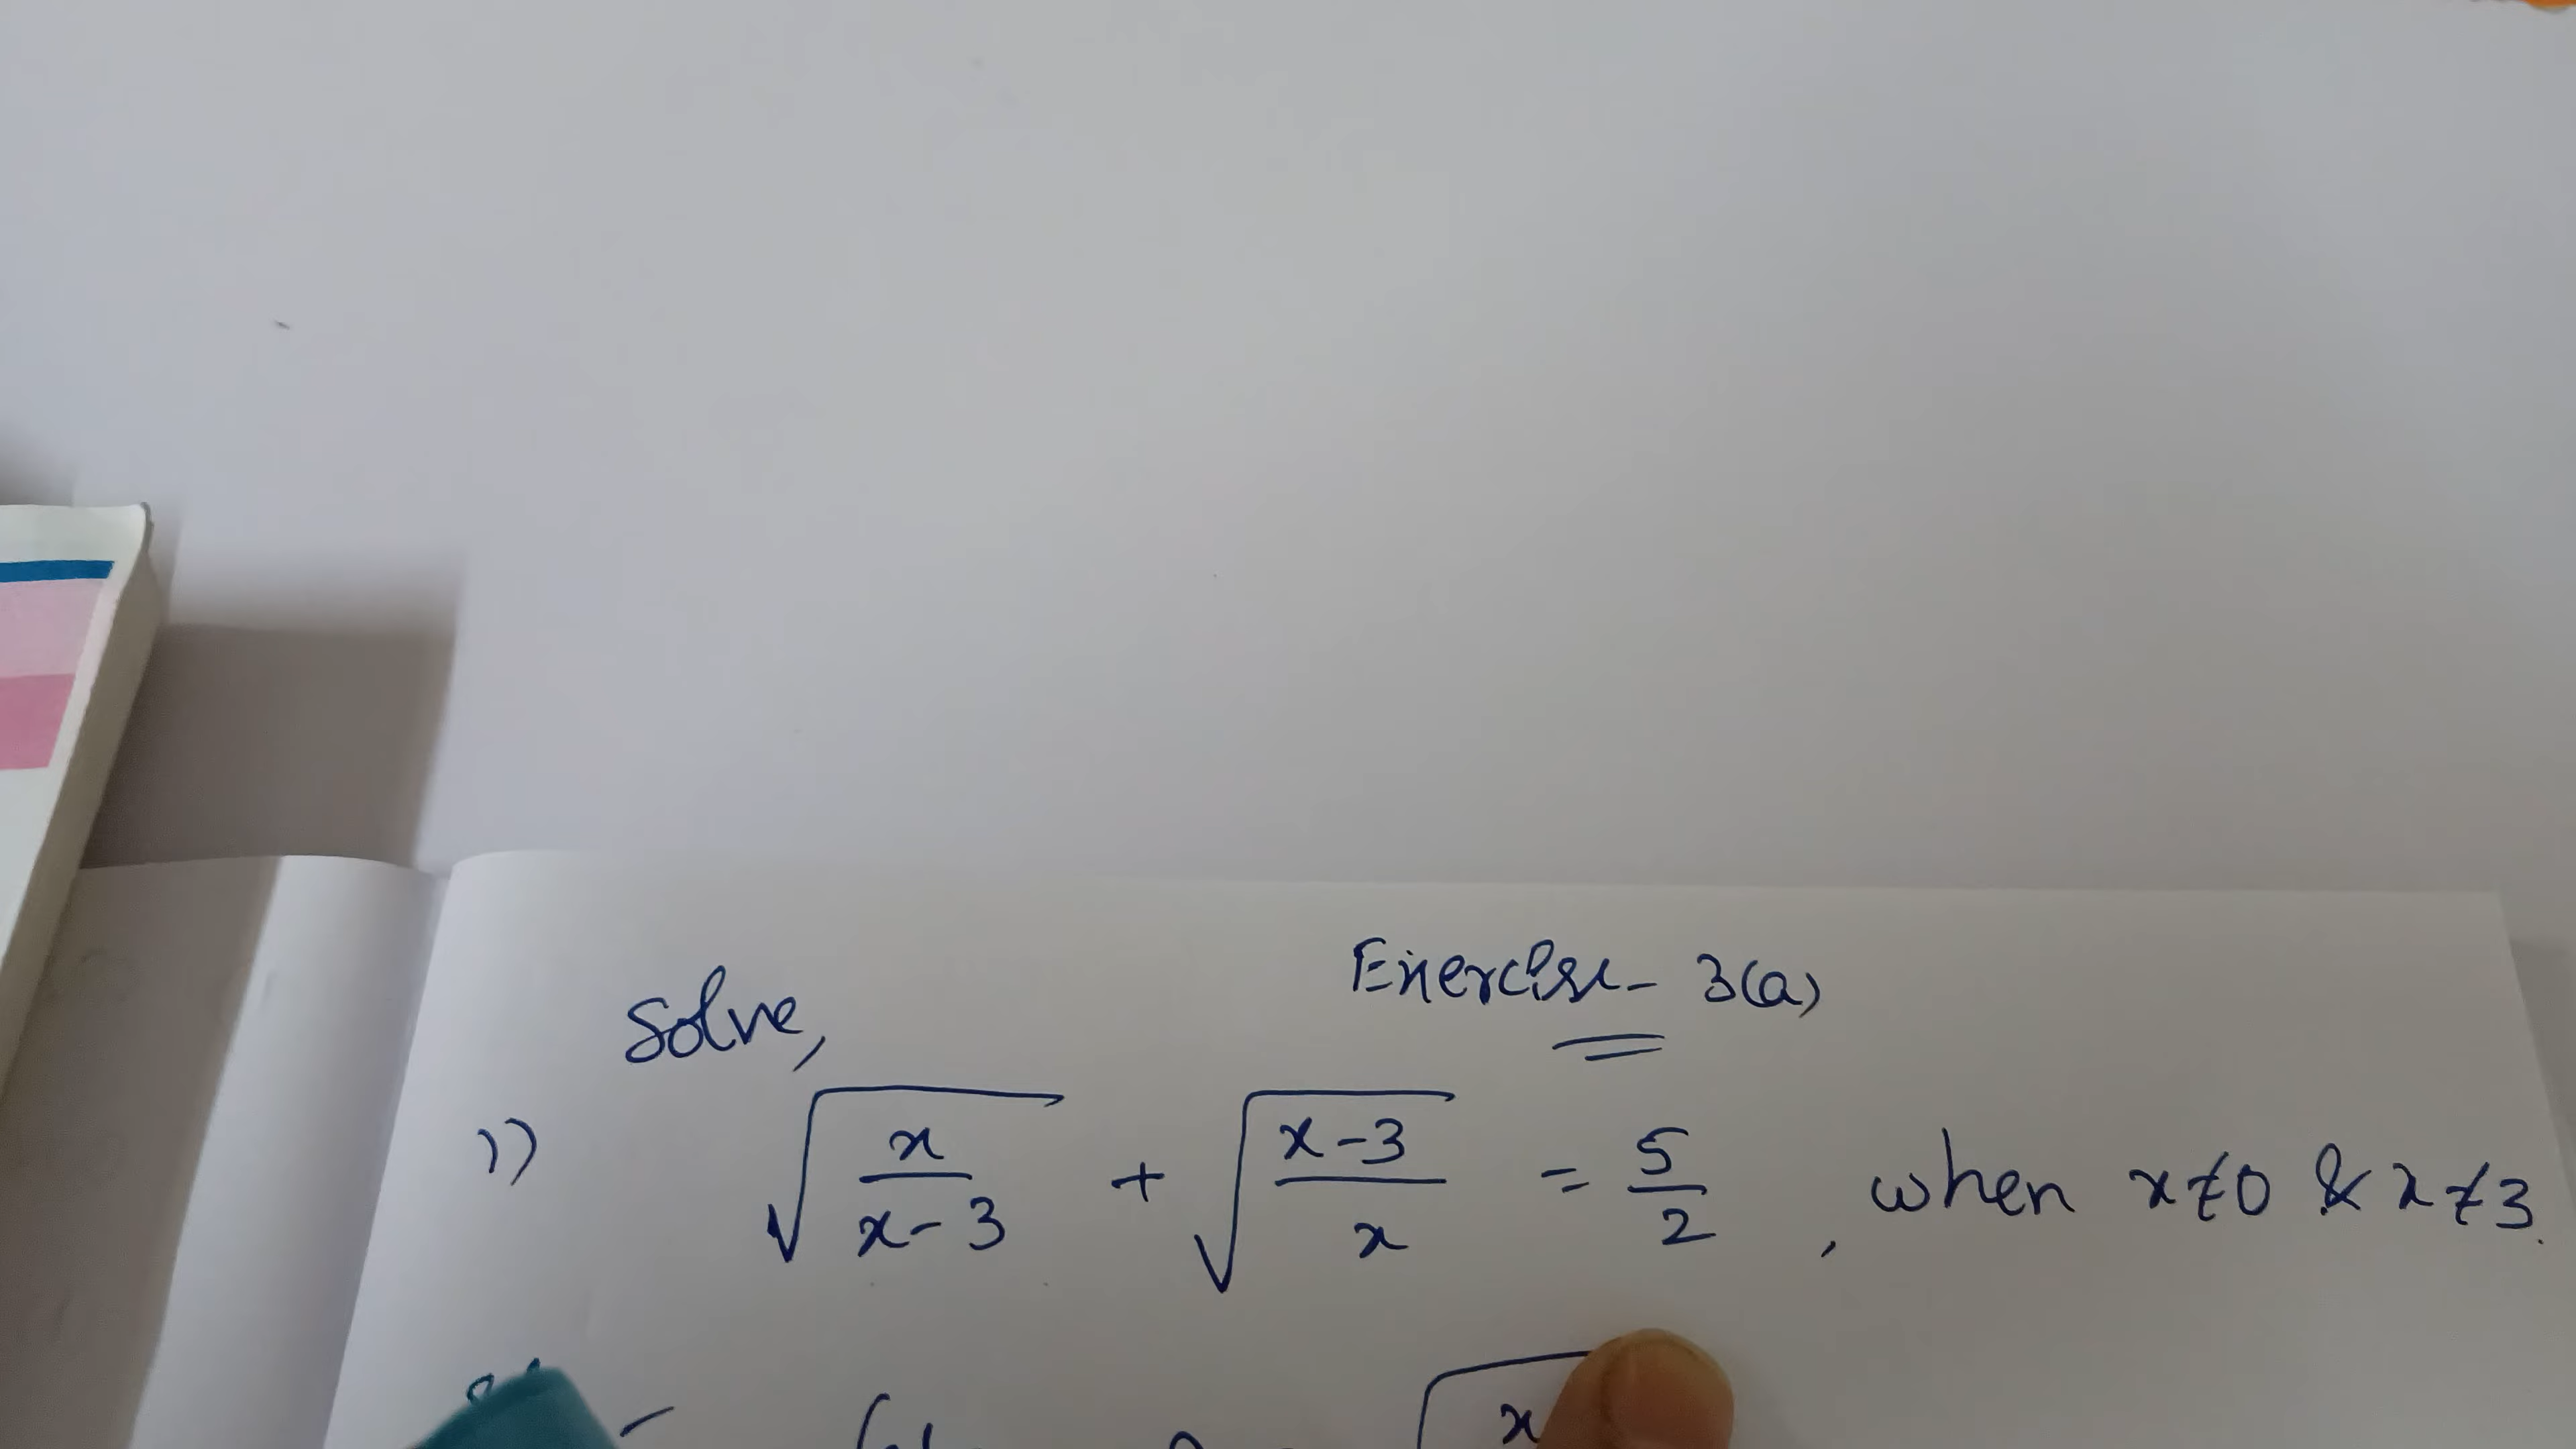 Exercise - 3(a)
Solve,
1) √(x/(x-3)) + √((x-3)/x) = 5/2, when x≠0 & x≠3.
√x